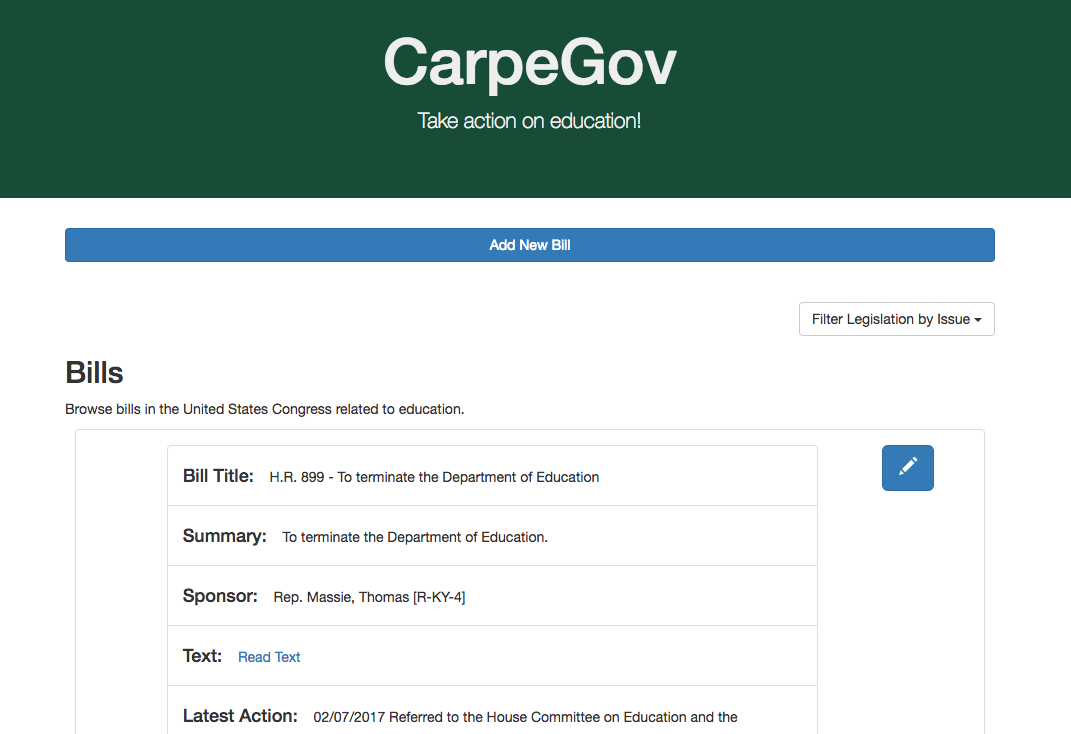 CarpeGov
Take action on education!
Add New Bill
Filter Legislation by Issue
Bills
Browse bills in the United States Congress related to education.
Bill Title: H.R. 899 - To terminate the Department of Education
Summary: To terminate the Department of Education.
Sponsor: Rep. Massie, Thomas [R-KY-4]
Text: Read Text
Latest Action: 02/07/2017 Referred to the House Committee on Education and the